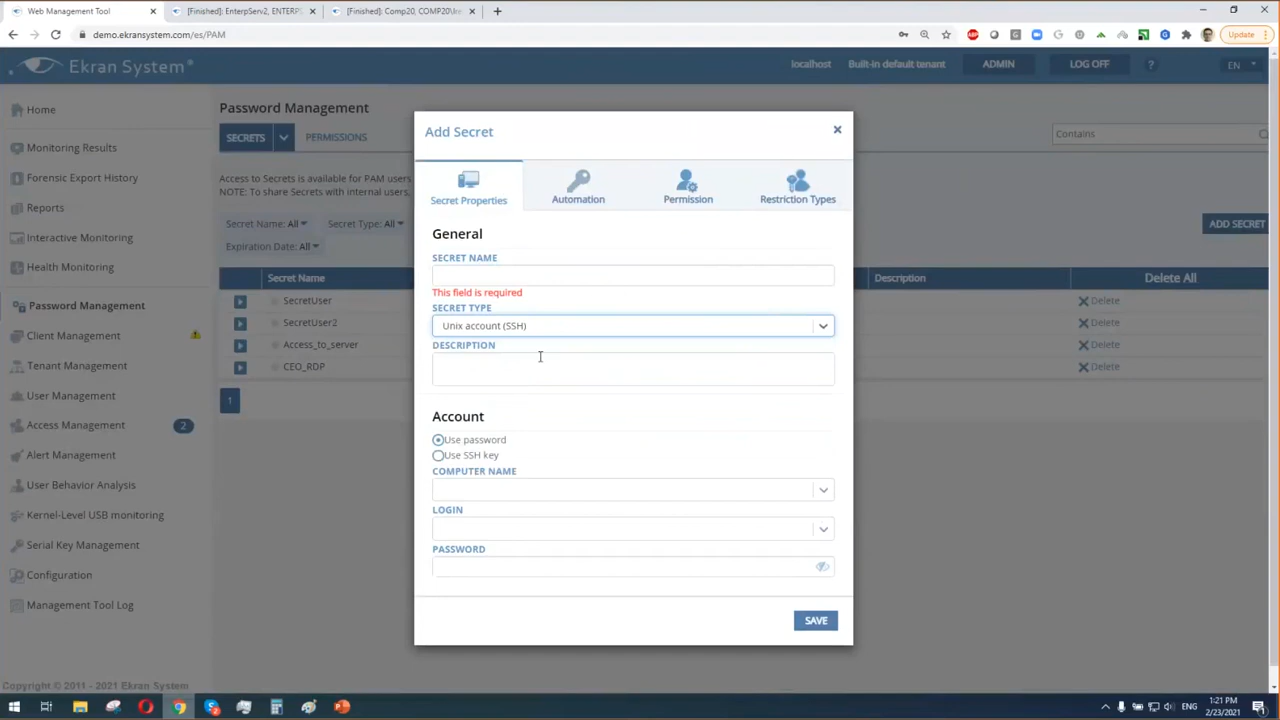 Web Management Tool
[Finished]: EnterpServ2, ENTERPS
[Finished]: Comp20, COMP20\
demo.ekransystem.com/es/PAM
Update
Ekran System®
localhost
Built-in default tenant
ADMIN
LOG OFF
?
EN
Home
Monitoring Results
Forensic Export History
Reports
Interactive Monitoring
Health Monitoring
Password Management
Client Management
Tenant Management
User Management
Access Management
2
Alert Management
User Behavior Analysis
Kernel-Level USB monitoring
Serial Key Management
Configuration
Management Tool Log
Copyright © 2011 - 2021 Ekran System
Password Management
SECRETS
PERMISSIONS
Contains
Access to Secrets is available for PAM users
NOTE: To share Secrets with internal users,
Secret Name: All
Secret Type: All
Expiration Date: All
ADD SECRET
Secret Name
Description
Delete All
SecretUser
Delete
SecretUser2
Delete
Access_to_server
Delete
CEO_RDP
Delete
1
Add Secret
Secret Properties
Automation
Permission
Restriction Types
General
SECRET NAME
This field is required
SECRET TYPE
Unix account (SSH)
DESCRIPTION
Account
Use password
Use SSH key
COMPUTER NAME
LOGIN
PASSWORD
SAVE
ENG
1:21 PM
2/23/2021
1